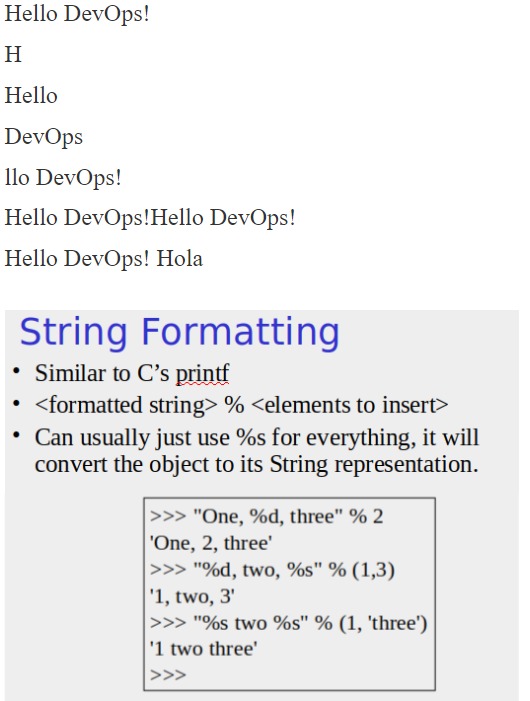 Hello DevOps!
H
Hello
DevOps
llo DevOps!
Hello DevOps!Hello DevOps!
Hello DevOps! Hola
String Formatting
• Similar to C’s printf
• <formatted string> % <elements to insert>
• Can usually just use %s for everything, it will
convert the object to its String representation.
>>> "One, %d, three" % 2
'One, 2, three'
>>> "%d, two, %s" % (1,3)
'1, two, 3'
>>> "%s two %s" % (1, 'three')
'1 two three'
>>>